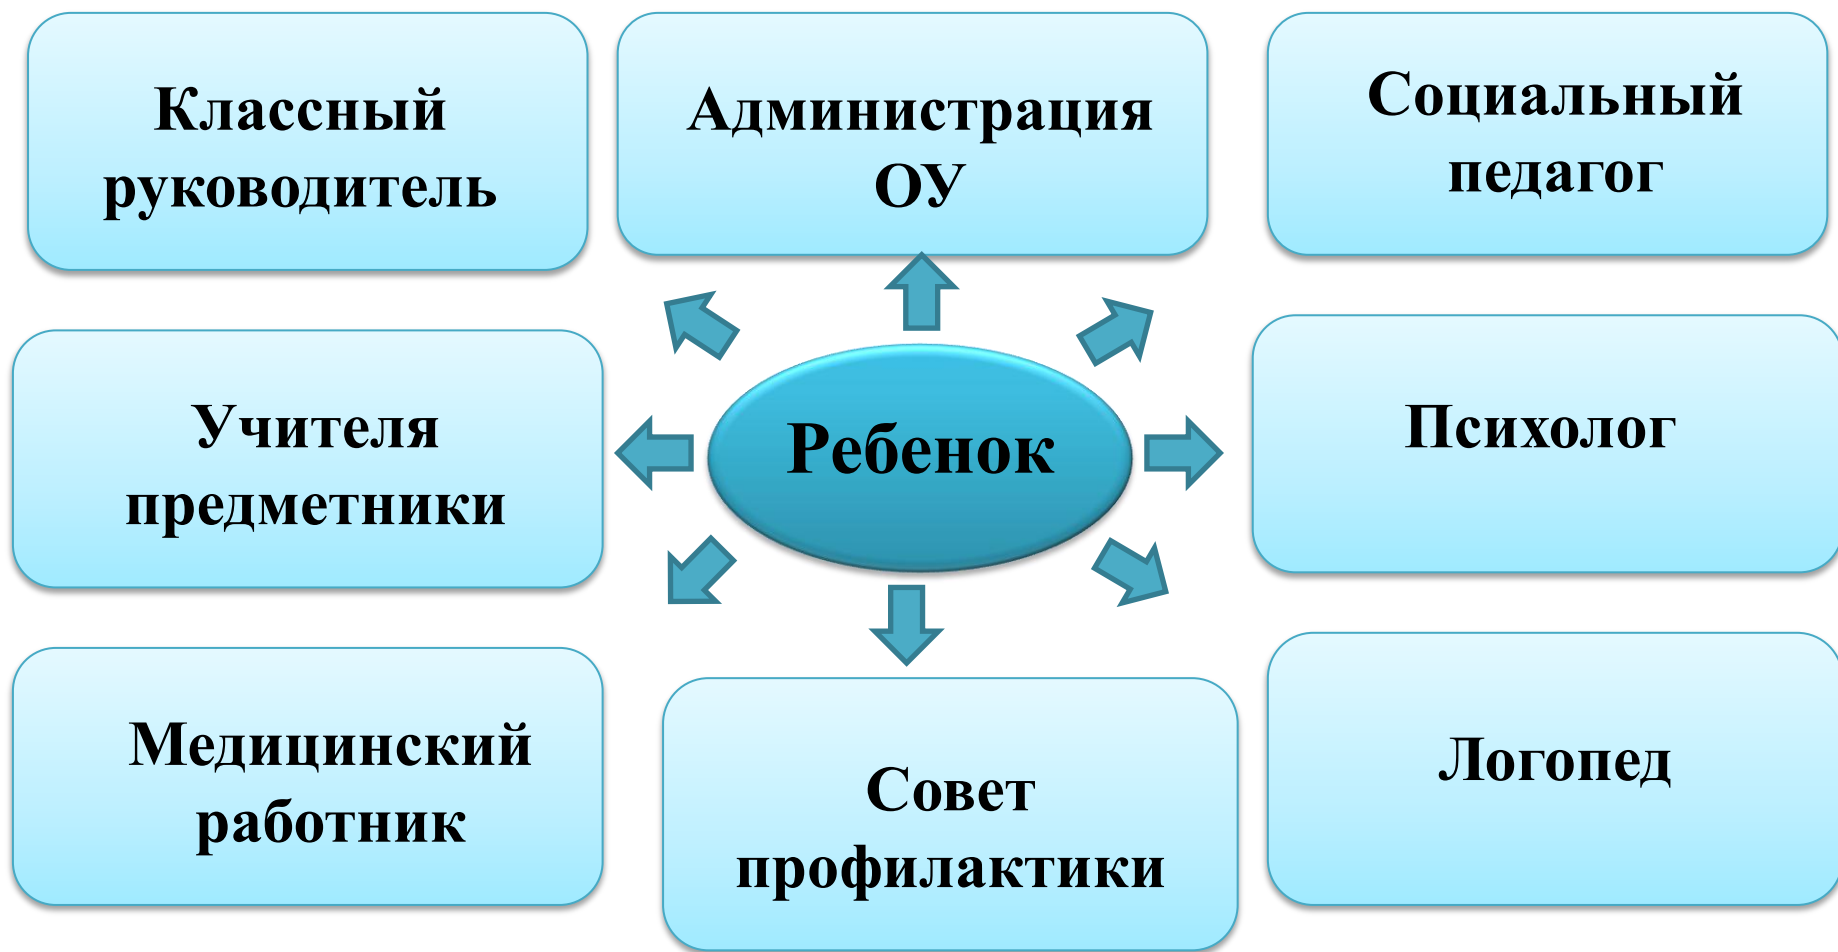 Классный
руководитель
Администрация
ОУ
Социальный
педагог
Учителя
предметники
Ребенок
Психолог
Медицинский
работник
Совет
профилактики
Логопед